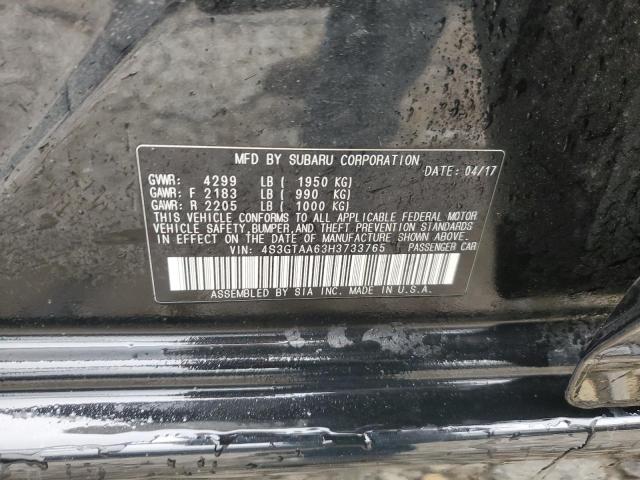 MFD BY SUBARU CORPORATION
DATE: 04/17
GVWR: 4299 LB ( 1950 KG)
GAWR: F 2183 LB ( 990 KG)
GAWR: R 2205 LB ( 1000 KG)
THIS VEHICLE CONFORMS TO ALL APPLICABLE FEDERAL MOTOR
VEHICLE SAFETY, BUMPER, AND THEFT PREVENTION STANDARDS
IN EFFECT ON THE DATE OF MANUFACTURE SHOWN ABOVE.
VIN: 4S3GTAA63H3733765 PASSENGER CAR
ASSEMBLED BY SIA INC. MADE IN U.S.A.